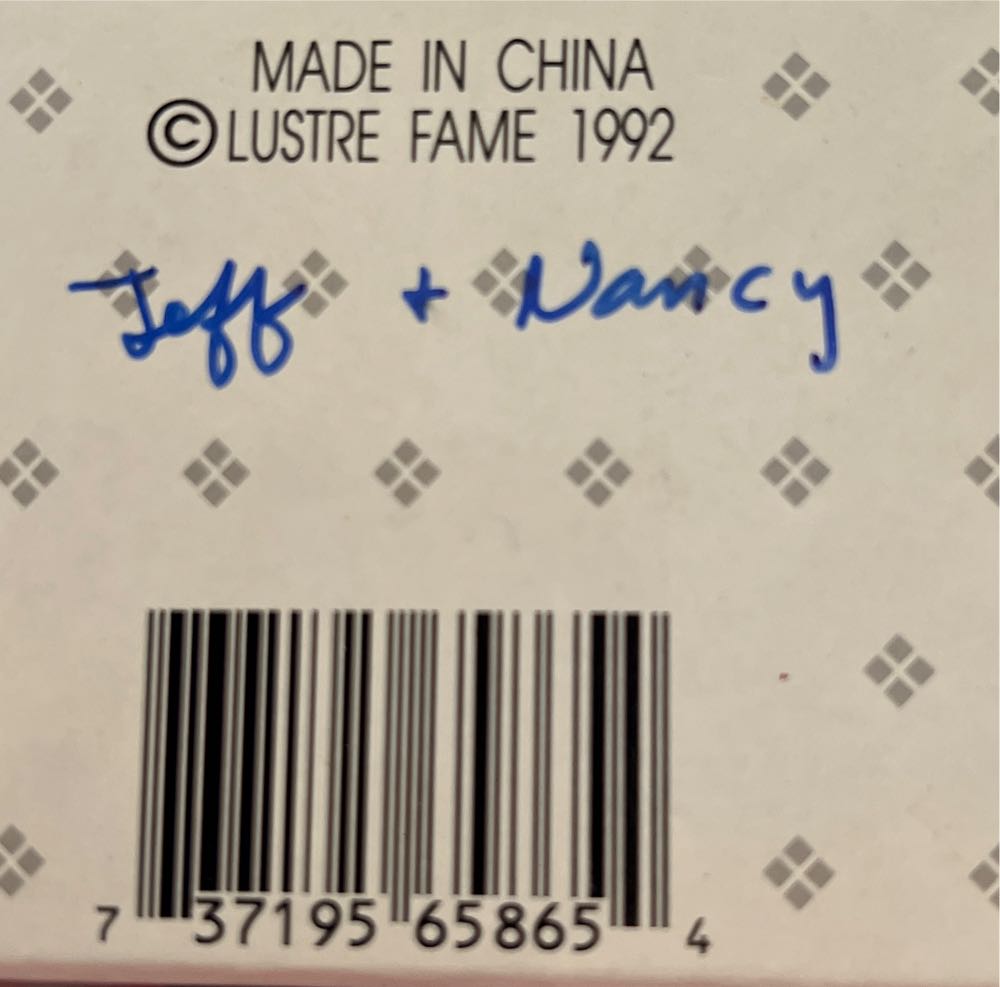 MADE IN CHINA
©LUSTRE FAME 1992
Jeff + Nancy
7 37195 65865 4